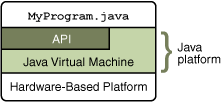 MyProgram.java
API
Java Virtual Machine
Hardware-Based Platform
Java
platform